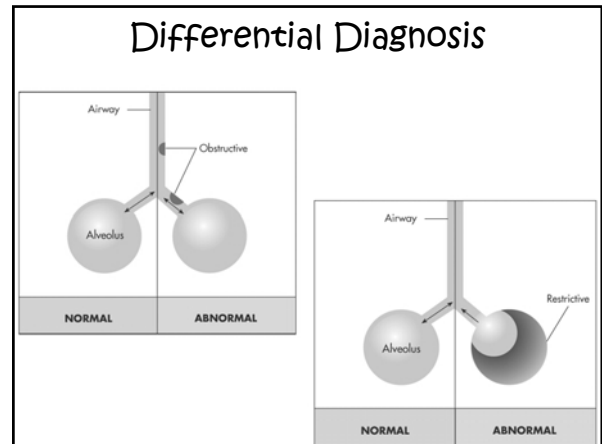 Differential Diagnosis
Airway
Obstructive
Alveolus
NORMAL ABNORMAL
Airway
Restrictive
Alveolus
NORMAL ABNORMAL